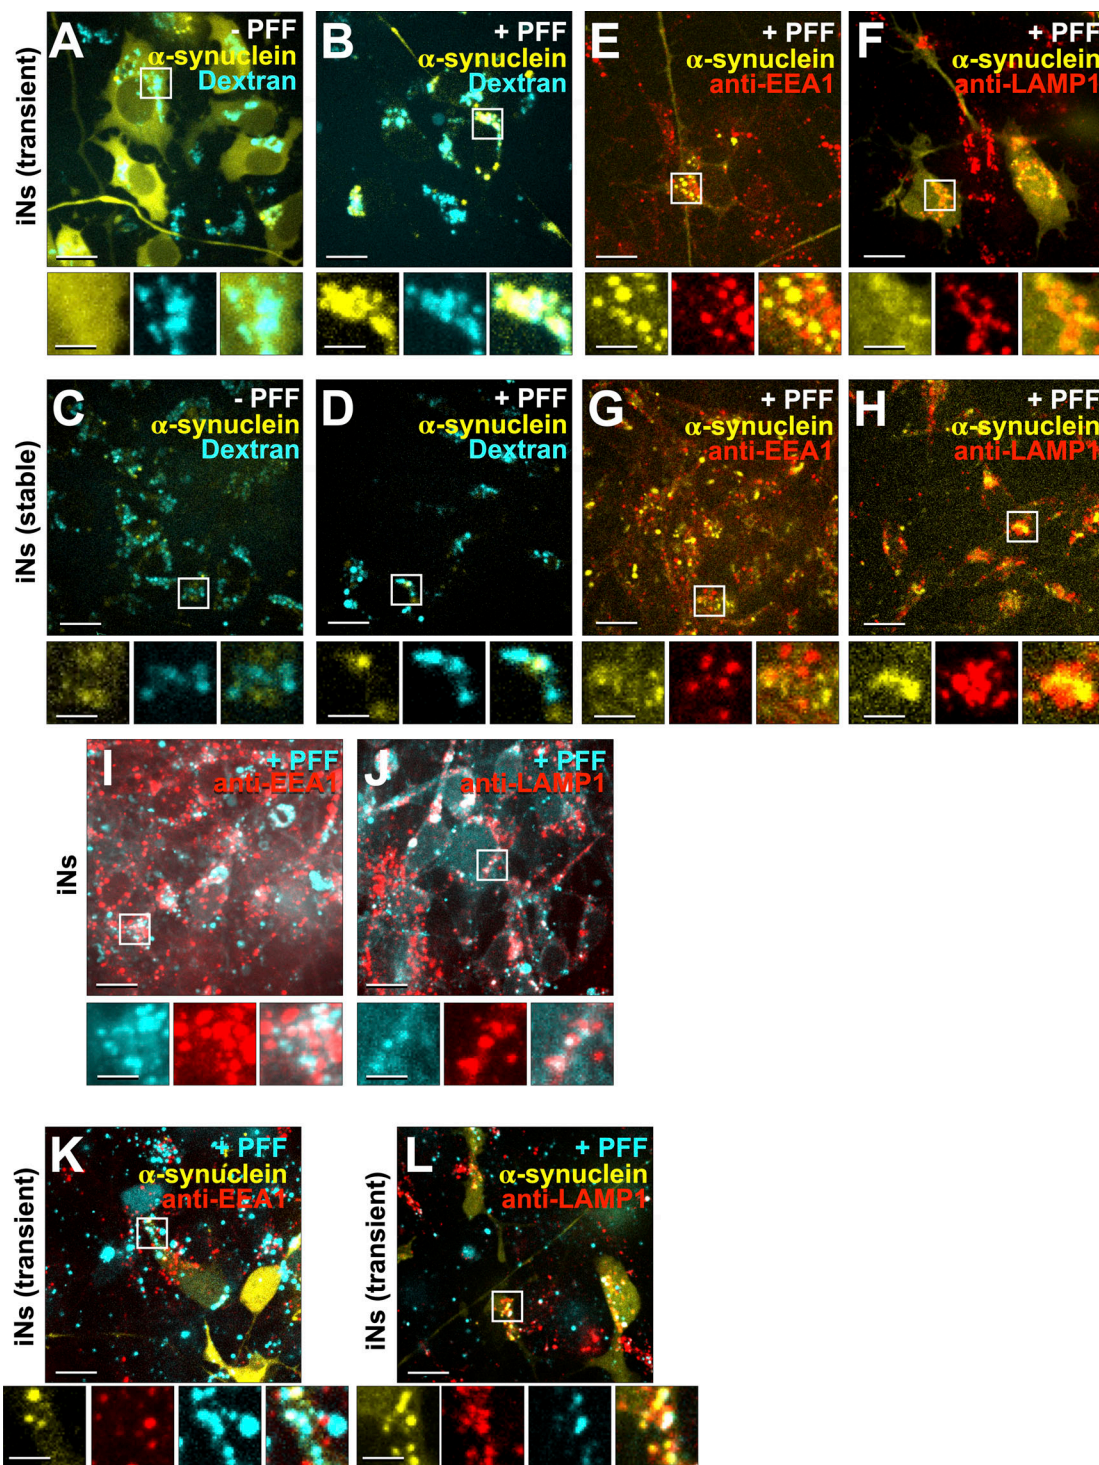 A
- PFF
α-synuclein
Dextran
B
+ PFF
α-synuclein
Dextran
E
+ PFF
α-synuclein
anti-EEA1
F
+ PFF
α-synuclein
anti-LAMP1
iNs (transient)
C
- PFF
α-synuclein
Dextran
D
+ PFF
α-synuclein
Dextran
G
+ PFF
α-synuclein
anti-EEA1
H
+ PFF
α-synuclein
anti-LAMP1
iNs (stable)
I
+ PFF
anti-EEA1
J
+ PFF
anti-LAMP1
iNs
K
+ PFF
α-synuclein
anti-EEA1
iNs (transient)
L
+ PFF
α-synuclein
anti-LAMP1
iNs (transient)